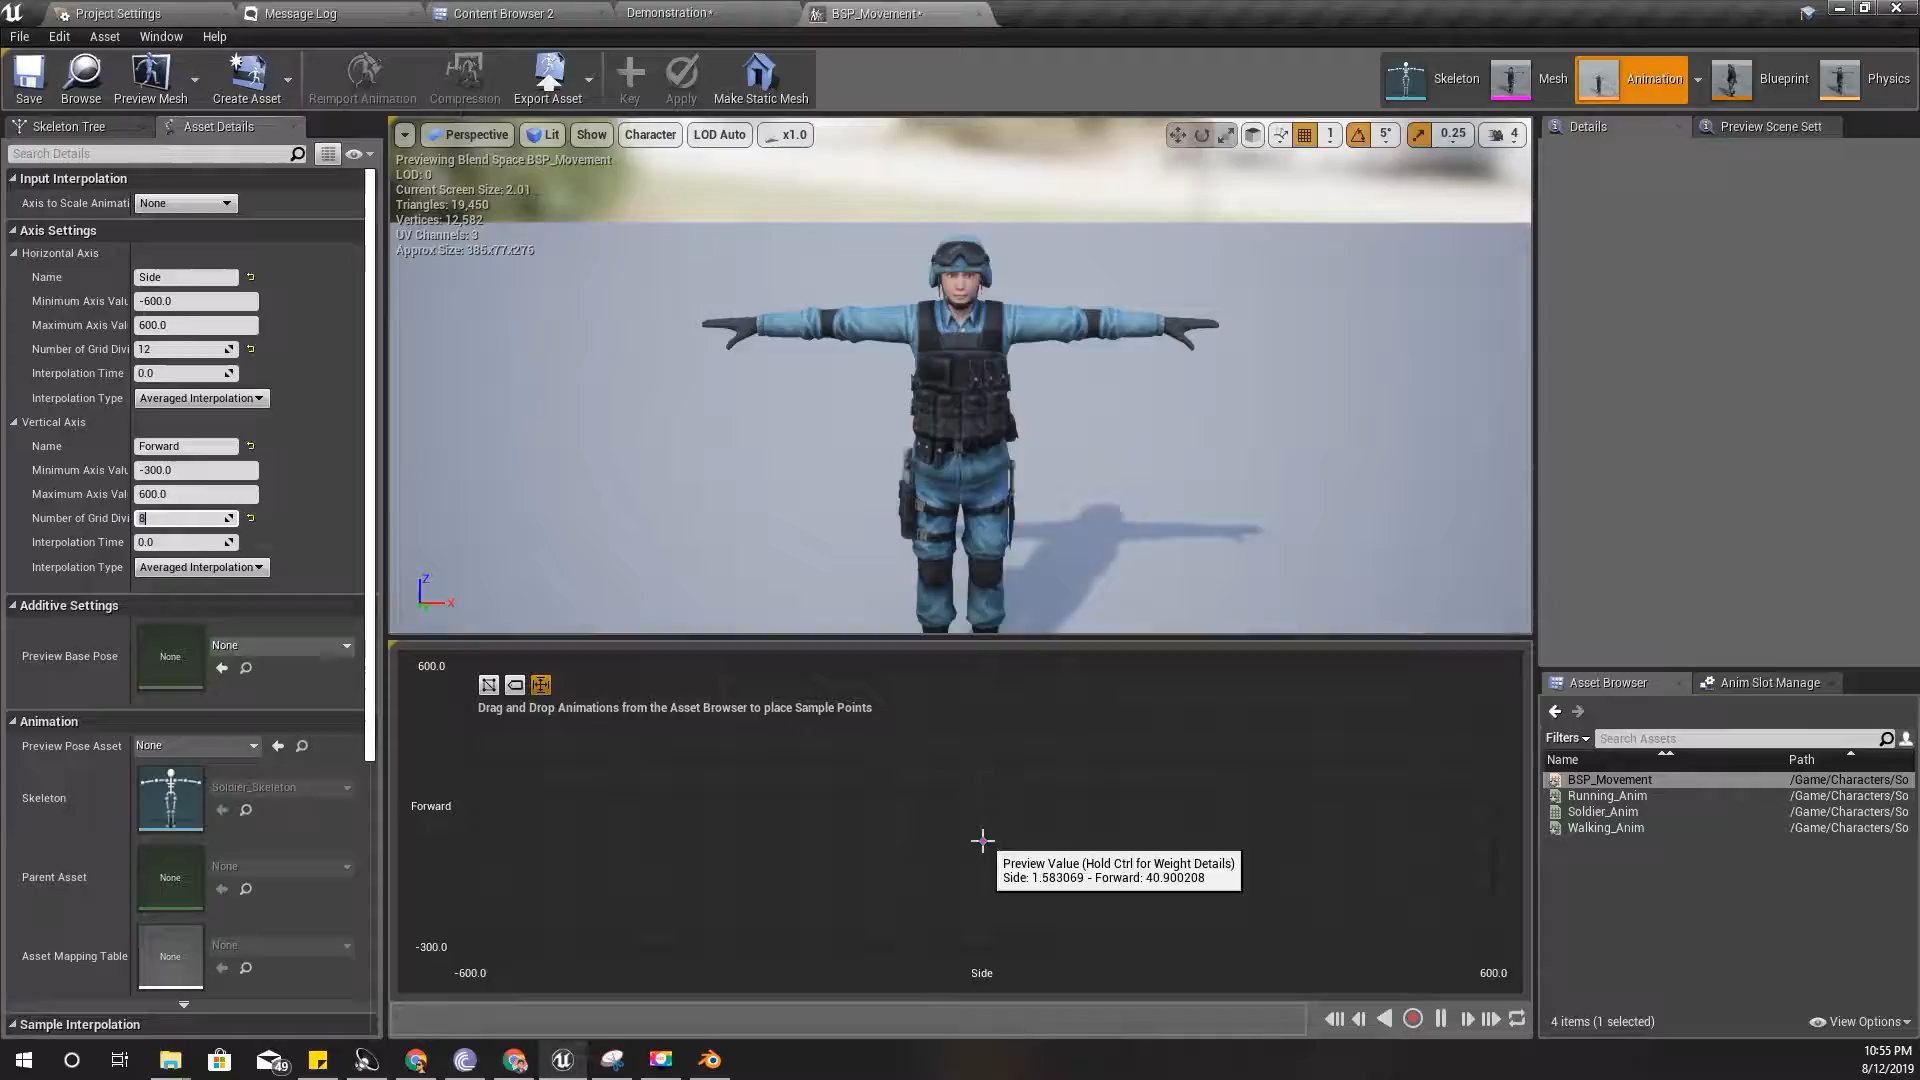 Project Settings
Message Log
Content Browser 2
Demonstration*
BSP_Movement*
File Edit Asset Window Help
Save
Browse
Preview Mesh
Create Asset
Reimport Animation
Compression
Export Asset
Key
Apply
Make Static Mesh
Skeleton
Mesh
Animation
Blueprint
Physics
Skeleton Tree
Asset Details
Search Details
Input Interpolation
Axis to Scale Animati None
Axis Settings
Horizontal Axis
Name Side
Minimum Axis Valu -600.0
Maximum Axis Val 600.0
Number of Grid Divi 12
Interpolation Time 0.0
Interpolation Type Averaged Interpolation
Vertical Axis
Name Forward
Minimum Axis Valu -300.0
Maximum Axis Val 600.0
Number of Grid Divi 8
Interpolation Time 0.0
Interpolation Type Averaged Interpolation
Additive Settings
Preview Base Pose None None
Animation
Preview Pose Asset None
Skeleton Soldier_Skeleton
Parent Asset None None
Asset Mapping Table None None
Sample Interpolation
Perspective Lit Show Character LOD Auto x1.0
1 5° 0.25 4
Previewing Blend Space BSP_Movement
LOD: 0
Current Screen Size: 2.01
Triangles: 19,450
Vertices: 12,582
UV Channels: 3
Approx Size: 385x77x276
Z
X
600.0
Drag and Drop Animations from the Asset Browser to place Sample Points
Forward
Preview Value (Hold Ctrl for Weight Details)
Side: 1.583069 - Forward: 40.900208
-300.0
-600.0 Side 600.0
Details
Preview Scene Sett
Asset Browser
Anim Slot Manage
Filters Search Assets
Name Path
BSP_Movement /Game/Characters/So
Running_Anim /Game/Characters/So
Soldier_Anim /Game/Characters/So
Walking_Anim /Game/Characters/So
4 items (1 selected) View Options
49
10:55 PM
8/12/2019